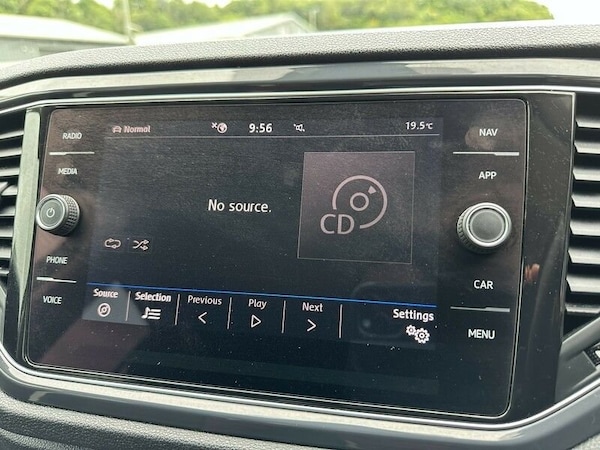 RADIO
MEDIA
PHONE
VOICE
Normal 9:56 19.5°C
No source.
CD
Source Selection Previous Play Next Settings
NAV
APP
CAR
MENU